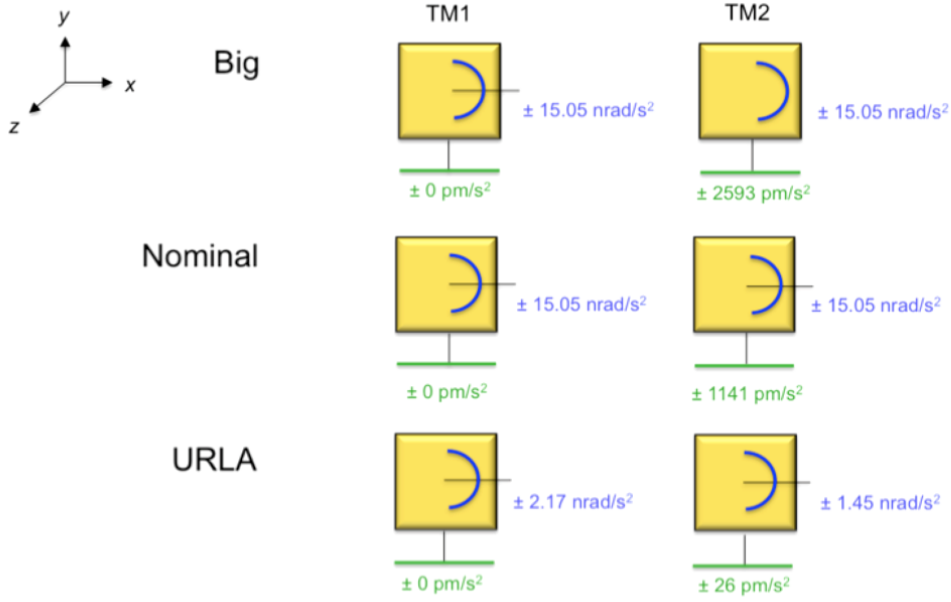 y
x
z
TM1
TM2
Big
± 15.05 nrad/s²
± 15.05 nrad/s²
± 0 pm/s²
± 2593 pm/s²
Nominal
± 15.05 nrad/s²
± 15.05 nrad/s²
± 0 pm/s²
± 1141 pm/s²
URLA
± 2.17 nrad/s²
± 1.45 nrad/s²
± 0 pm/s²
± 26 pm/s²